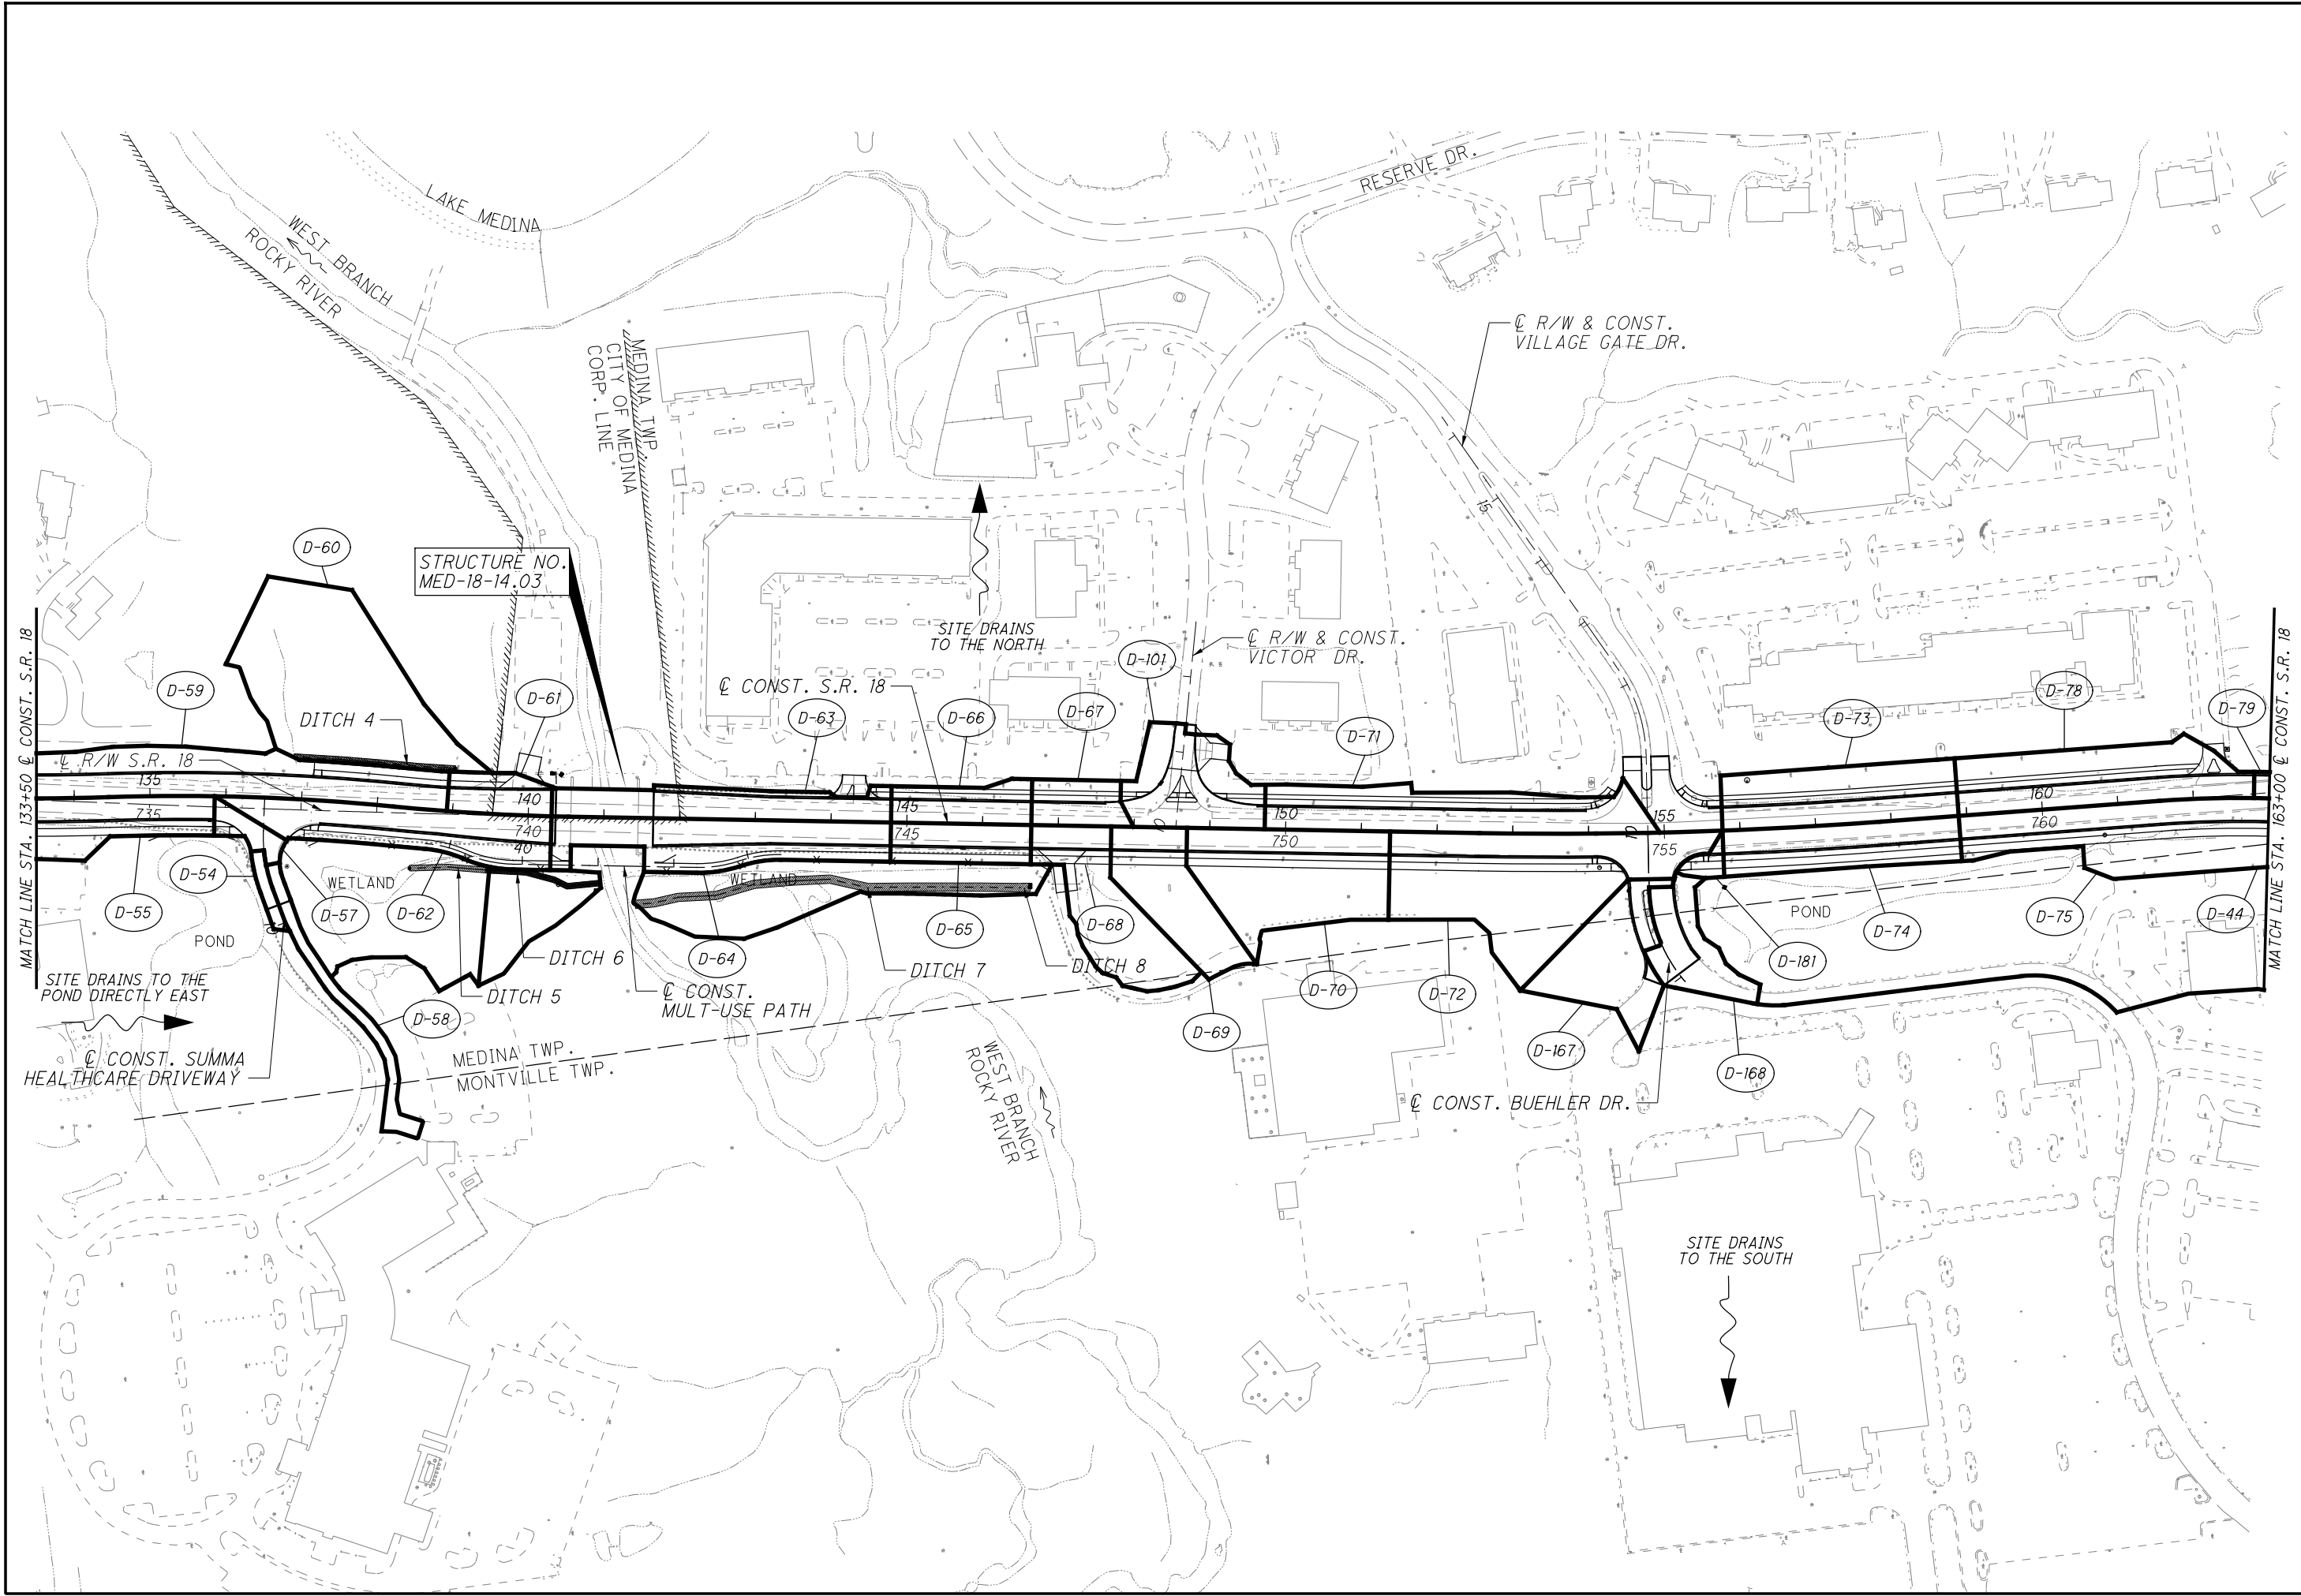 RESERVE DR.
LAKE MEDINA
WEST BRANCH
ROCKY RIVER
℄ R/W & CONST.
VILLAGE GATE DR.
MEDINA TWP.
CITY OF MEDINA
CORP. LINE
15
D-60
STRUCTURE NO.
MED-18-14.03
MATCH LINE STA. 133+50 ℄ CONST. S.R. 18
MATCH LINE STA. 163+00 ℄ CONST. S.R. 18
SITE DRAINS
TO THE NORTH
℄ R/W & CONST.
VICTOR DR.
D-101
D-59
D-61
℄ CONST. S.R. 18
D-63
D-66
D-67
D-71
D-73
D-78
D-79
DITCH 4
℄ R/W S.R. 18
135
140
145
150
155
160
735
740
745
750
755
760
40
10
10
D-54
D-55
D-57
WETLAND
D-62
WETLAND
D-65
D-68
POND
D-64
DITCH 6
DITCH 5
DITCH 7
DITCH 8
℄ CONST.
MULT-USE PATH
SITE DRAINS TO THE
POND DIRECTLY EAST
D-58
℄ CONST. SUMMA
HEALTHCARE DRIVEWAY
MEDINA TWP.
MONTVILLE TWP.
WEST BRANCH
ROCKY RIVER
D-69
D-70
D-72
D-167
D-168
D-181
POND
D-74
D-75
D-44
℄ CONST. BUEHLER DR.
SITE DRAINS
TO THE SOUTH